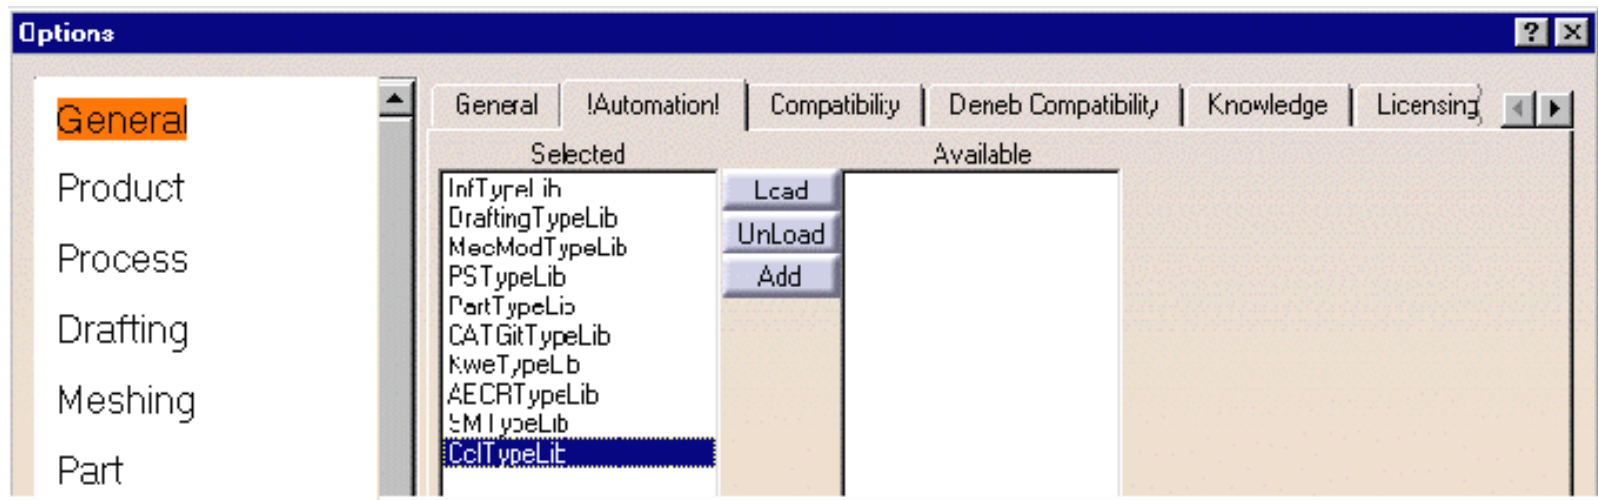 Options
General
Product
Process
Drafting
Meshing
Part
General !Automation! Compatibility Deneb Compatibility Knowledge Licensing
Selected Available
InfTypeLib
DraftingTypeLib
MecModTypeLib
PSTypeLib
PartTypeLib
CATGitTypeLib
KweTypeLib
AECRTypeLib
SMTypeLib
Load
UnLoad
Add